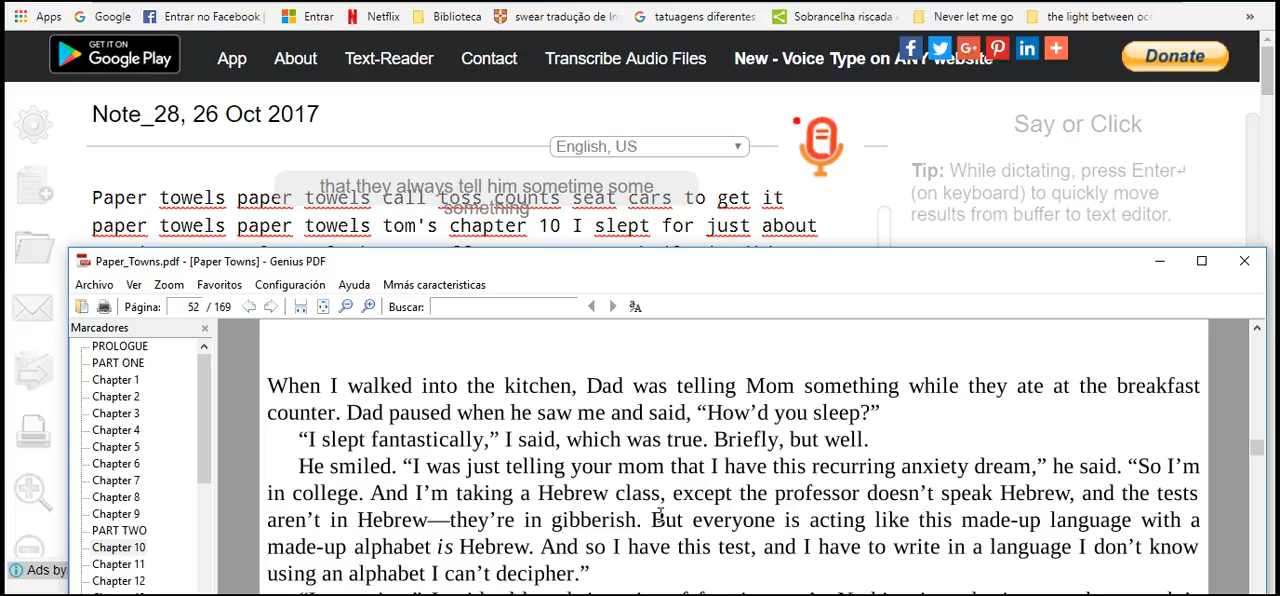 Apps Google Entrar no Facebook Entrar Netflix Biblioteca swear tradução de In tatuagens diferentes Sobrancelha riscada Never let me go the light between oc »
GET IT ON
Google Play App About Text-Reader Contact Transcribe Audio Files New - Voice Type on ANY website Donate
Note_28, 26 Oct 2017
Say or Click
English, US
Tip: While dictating, press Enter↵
(on keyboard) to quickly move
results from buffer to text editor.
that they always tell him sometime some
something
Paper towels paper towels call toss counts seat cars to get it
paper towels paper towels tom's chapter 10 I slept for just about
Paper_Towns.pdf - [Paper Towns] - Genius PDF
Archivo Ver Zoom Favoritos Configuración Ayuda Mmás caracteristicas
Página: 52 / 169 Buscar:
Marcadores
PROLOGUE
PART ONE
Chapter 1
Chapter 2
Chapter 3
Chapter 4
Chapter 5
Chapter 6
Chapter 7
Chapter 8
Chapter 9
PART TWO
Chapter 10
Chapter 11
Chapter 12
Ads by
When I walked into the kitchen, Dad was telling Mom something while they ate at the breakfast
counter. Dad paused when he saw me and said, “How’d you sleep?”
“I slept fantastically,” I said, which was true. Briefly, but well.
He smiled. “I was just telling your mom that I have this recurring anxiety dream,” he said. “So I’m
in college. And I’m taking a Hebrew class, except the professor doesn’t speak Hebrew, and the tests
aren’t in Hebrew—they’re in gibberish. But everyone is acting like this made-up language with a
made-up alphabet is Hebrew. And so I have this test, and I have to write in a language I don’t know
using an alphabet I can’t decipher.”